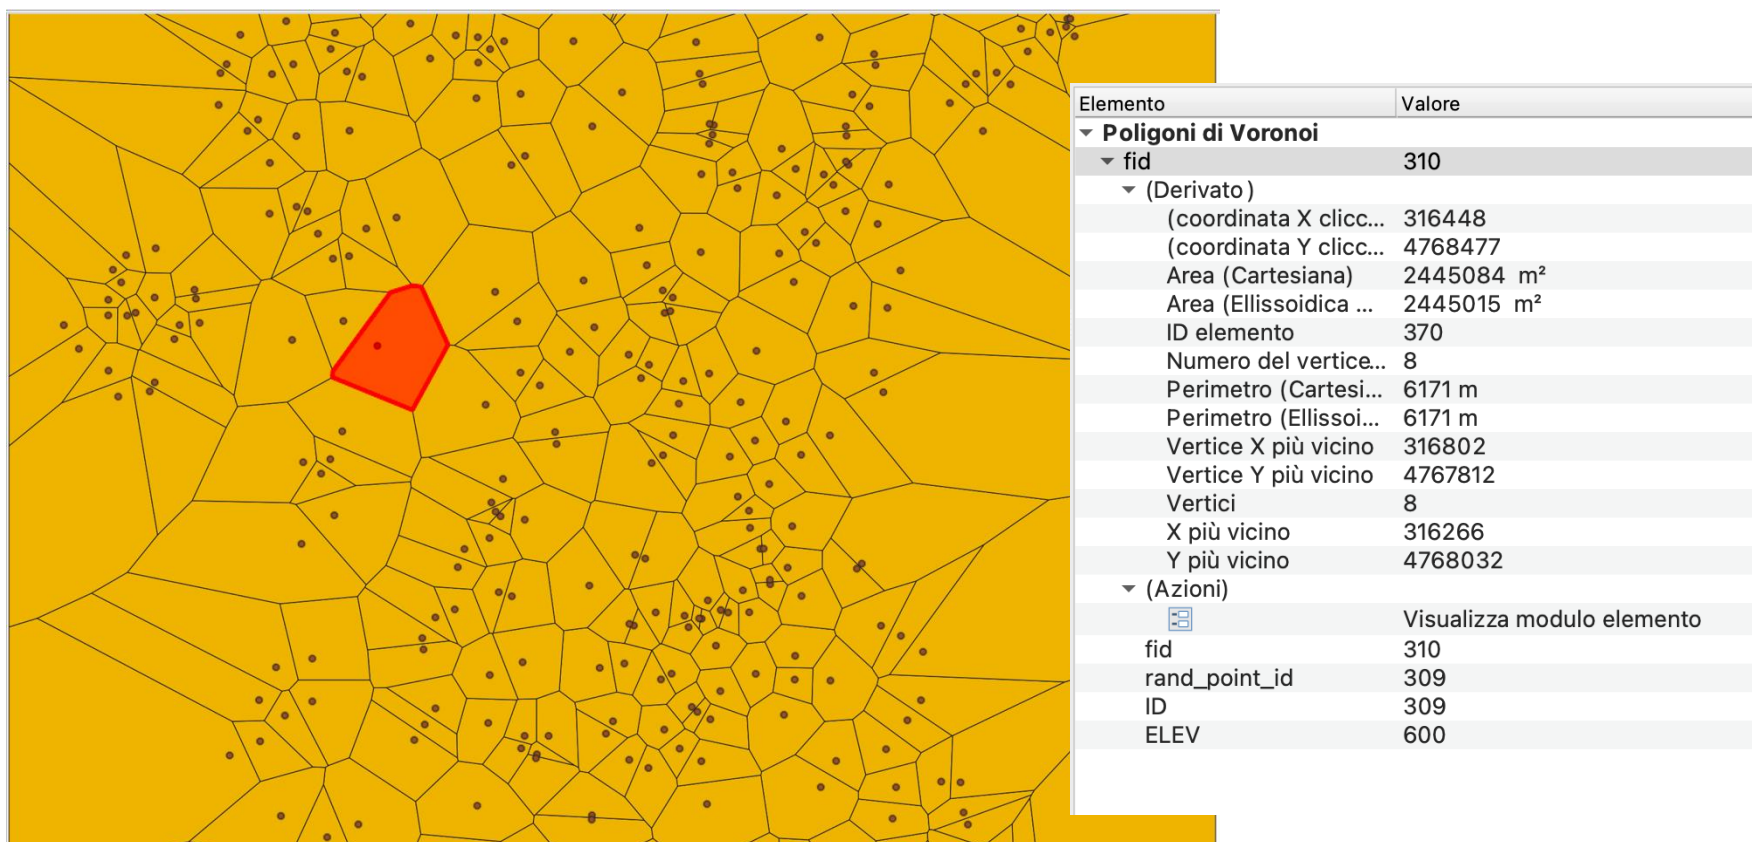 Elemento Valore
Poligoni di Voronoi
fid 310
(Derivato)
(coordinata X clicc... 316448
(coordinata Y clicc... 4768477
Area (Cartesiana) 2445084 m²
Area (Ellissoidica ... 2445015 m²
ID elemento 370
Numero del vertice... 8
Perimetro (Cartesi... 6171 m
Perimetro (Ellissoi... 6171 m
Vertice X più vicino 316802
Vertice Y più vicino 4767812
Vertici 8
X più vicino 316266
Y più vicino 4768032
(Azioni)
Visualizza modulo elemento
fid 310
rand_point_id 309
ID 309
ELEV 600